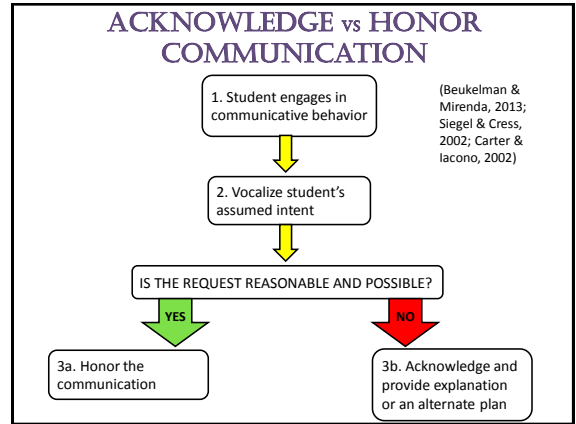 ACKNOWLEDGE vs HONOR
COMMUNICATION
1. Student engages in
communicative behavior
(Beukelman &
Mirenda, 2013;
Siegel & Cress,
2002; Carter &
Iacono, 2002)
2. Vocalize student's
assumed intent
IS THE REQUEST REASONABLE AND POSSIBLE?
YES
NO
3a. Honor the
communication
3b. Acknowledge and
provide explanation
or an alternate plan